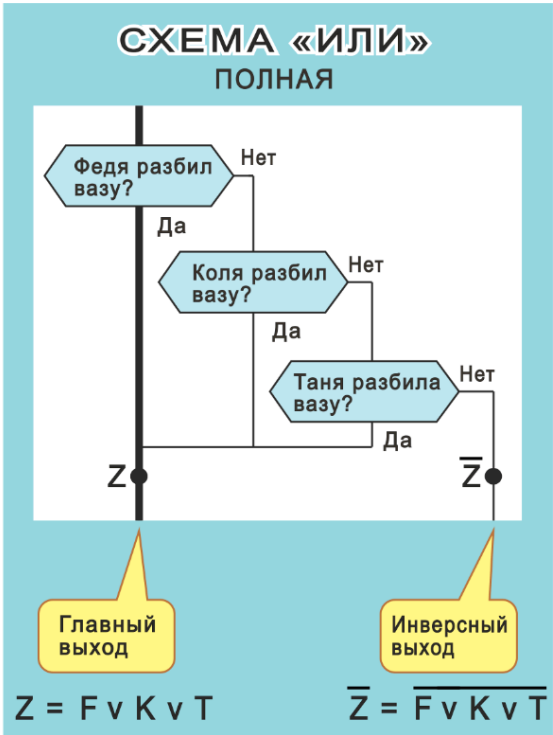 СХЕМА «ИЛИ»
ПОЛНАЯ
Федя разбил
вазу?
Нет
Да
Коля разбил
вазу?
Нет
Да
Таня разбила
вазу?
Нет
Да
Z
Z̅
Главный
выход
Инверсный
выход
Z = F v K v T
Z̅ = F̅ ̅v̅ ̅K̅ ̅v̅ ̅T̅